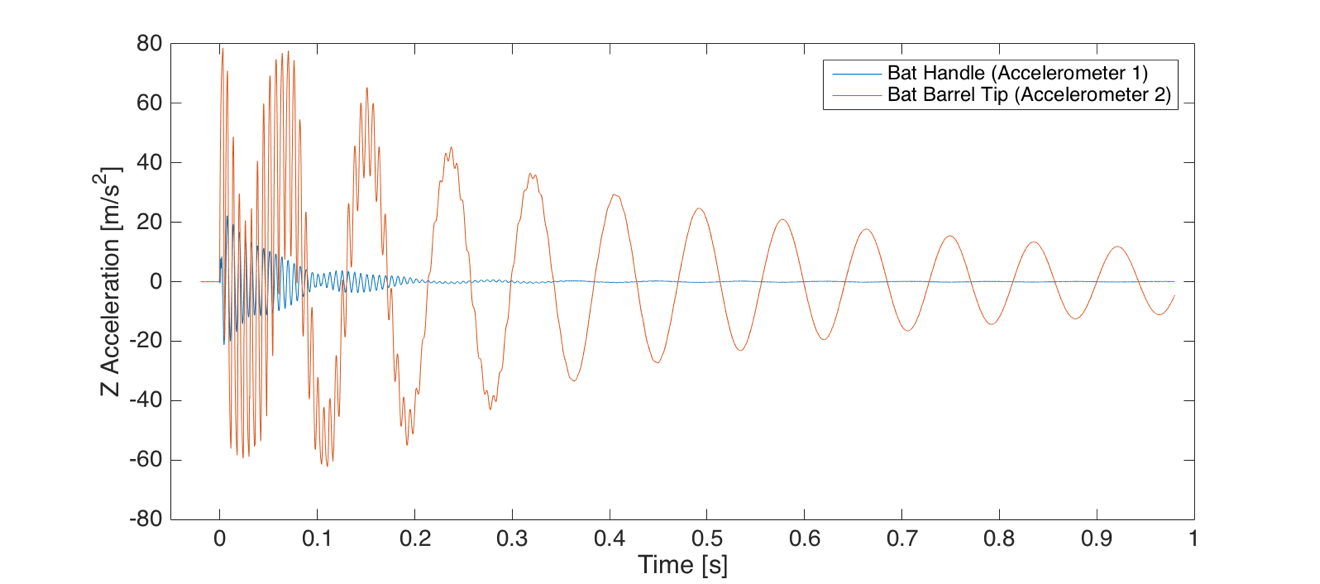 Z Acceleration [m/s²]
80
60
40
20
0
-20
-40
-60
-80
Bat Handle (Accelerometer 1)
Bat Barrel Tip (Accelerometer 2)
0 0.1 0.2 0.3 0.4 0.5 0.6 0.7 0.8 0.9 1
Time [s]